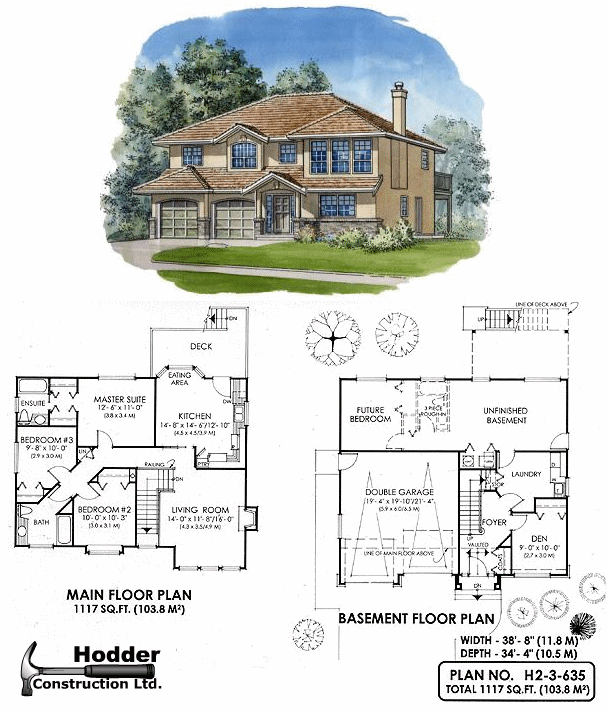 DN
DECK
EATING
AREA
ENSUITE
MASTER SUITE
12'- 6" x 11'- 0"
(3.8 x 3.4 M)
KITCHEN
14'- 8" x 14'- 6"/12'- 10"
(4.5 x 4.5/3.9 M)
DW
PTRY
BEDROOM #3
9'- 8" x 10'- 0"
(2.9 x 3.0M)
LIN
RAILING
DN
BATH
BEDROOM #2
10'- 0" x 10'- 3"
(3.0 x 3.1 M)
LIVING ROOM
14'- 0" x 11'- 8"/16'- 0"
(4.3 x 3.5/4.9 M)
MAIN FLOOR PLAN
1117 SQ.FT. (103.8 M²)
LINE OF DECK ABOVE
UP
FUTURE
BEDROOM
3 PIECE
ROUGH-IN
UNFINISHED
BASEMENT
LAUNDRY
DOUBLE GARAGE
19'- 4" x 19'- 10"/21'- 4"
(5.9 x 6.0/6.5 M)
STOR
FOYER
UP
VAULTED
COATS
DEN
9'- 0" x 10'- 0"
(2.7 x 3.0 M)
LINE OF MAIN FLOOR ABOVE
DN
BASEMENT FLOOR PLAN
WIDTH - 38'- 8" (11.8 M)
DEPTH - 34'- 4" (10.5 M)
PLAN NO. H2-3-635
TOTAL 1117 SQ.FT. (103.8 M²)
Hodder
Construction Ltd.